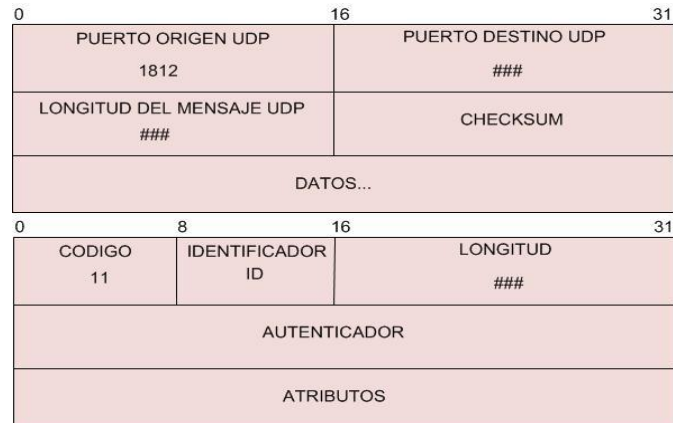 0 16 31
PUERTO ORIGEN UDP PUERTO DESTINO UDP
1812 ###
LONGITUD DEL MENSAJE UDP CHECKSUM
###
DATOS...
0 8 16 31
CODIGO IDENTIFICADOR LONGITUD
11 ID ###
AUTENTICADOR
ATRIBUTOS